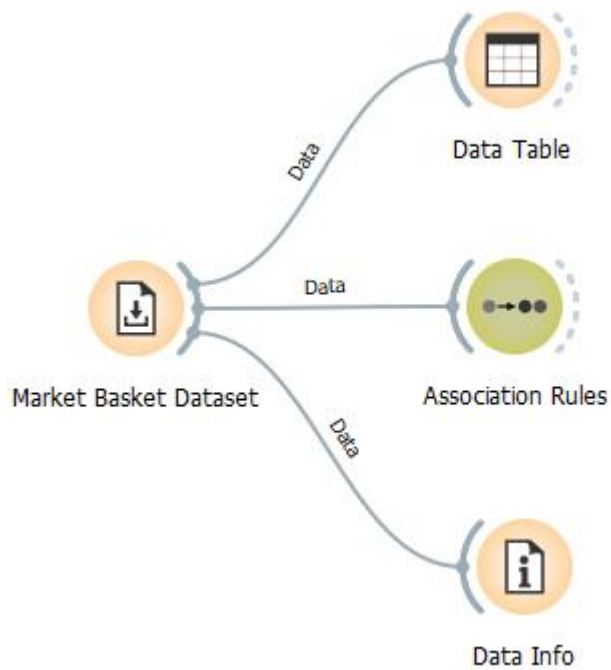 Data Table
Data
Data
Market Basket Dataset
Association Rules
Data
Data Info